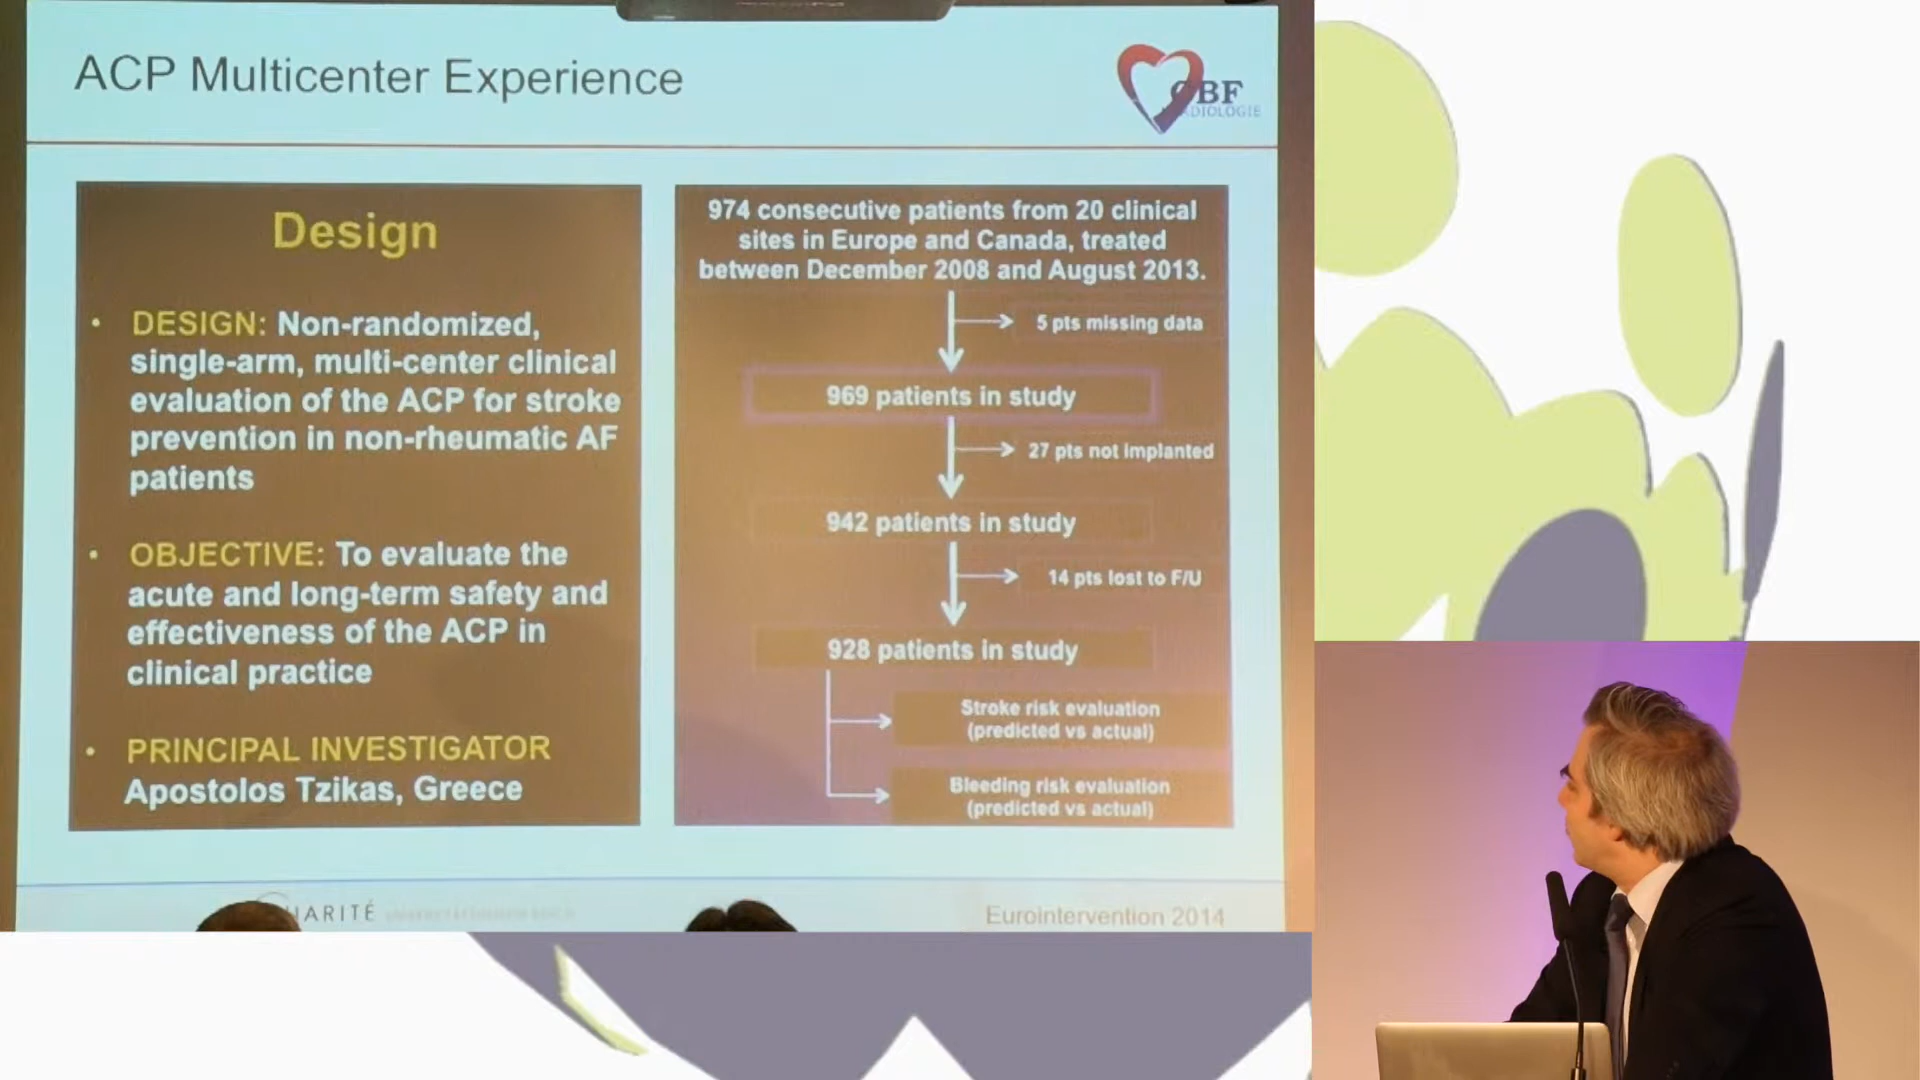 ACP Multicenter Experience
CBF
Design
• DESIGN: Non-randomized,
single-arm, multi-center clinical
evaluation of the ACP for stroke
prevention in non-rheumatic AF
patients
• OBJECTIVE: To evaluate the
acute and long-term safety and
effectiveness of the ACP in
clinical practice
• PRINCIPAL INVESTIGATOR
Apostolos Tzikas, Greece
974 consecutive patients from 20 clinical
sites in Europe and Canada, treated
between December 2008 and August 2013.
5 pts missing data
969 patients in study
27 pts not implanted
942 patients in study
14 pts lost to F/U
928 patients in study
Stroke risk evaluation
(predicted vs actual)
Bleeding risk evaluation
(predicted vs actual)
EuroIntervention 2014